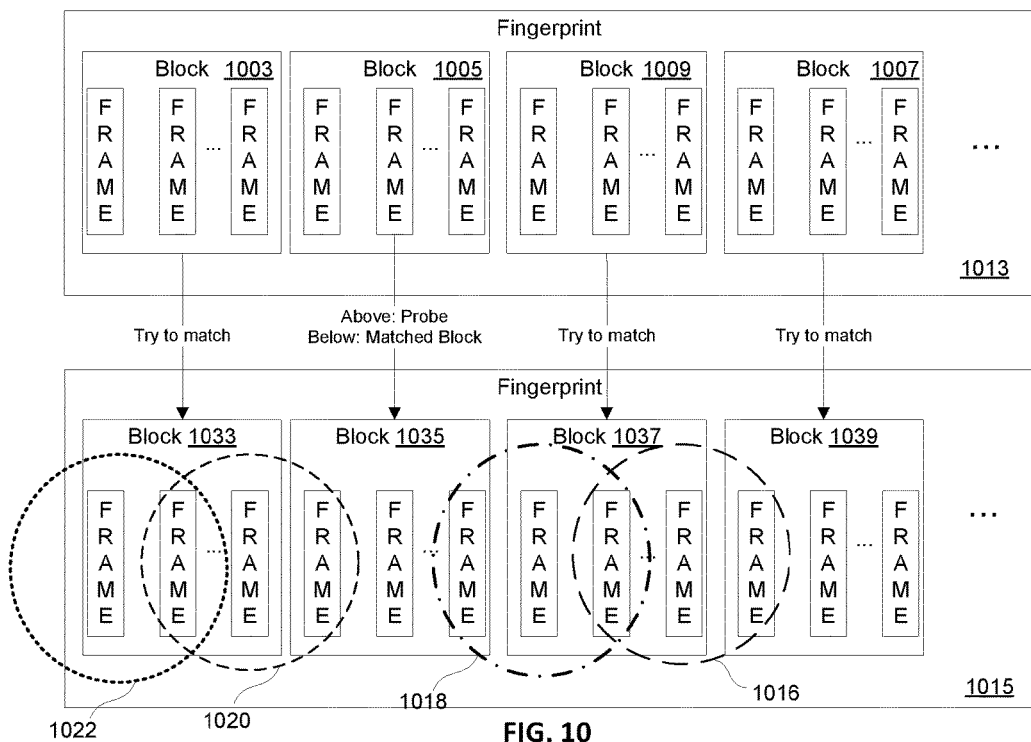 Fingerprint
Block 1003
Block 1005
Block 1009
Block 1007
FRAME FRAME ... FRAME
FRAME FRAME ... FRAME
FRAME FRAME ... FRAME
FRAME FRAME ... FRAME
...
1013
Try to match
Above: Probe
Below: Matched Block
Try to match
Try to match
Fingerprint
Block 1033
Block 1035
Block 1037
Block 1039
FRAME FRAME ... FRAME
FRAME FRAME ... FRAME
FRAME FRAME ... FRAME
FRAME FRAME ... FRAME
...
1015
1022
1020
1018
1016
FIG. 10